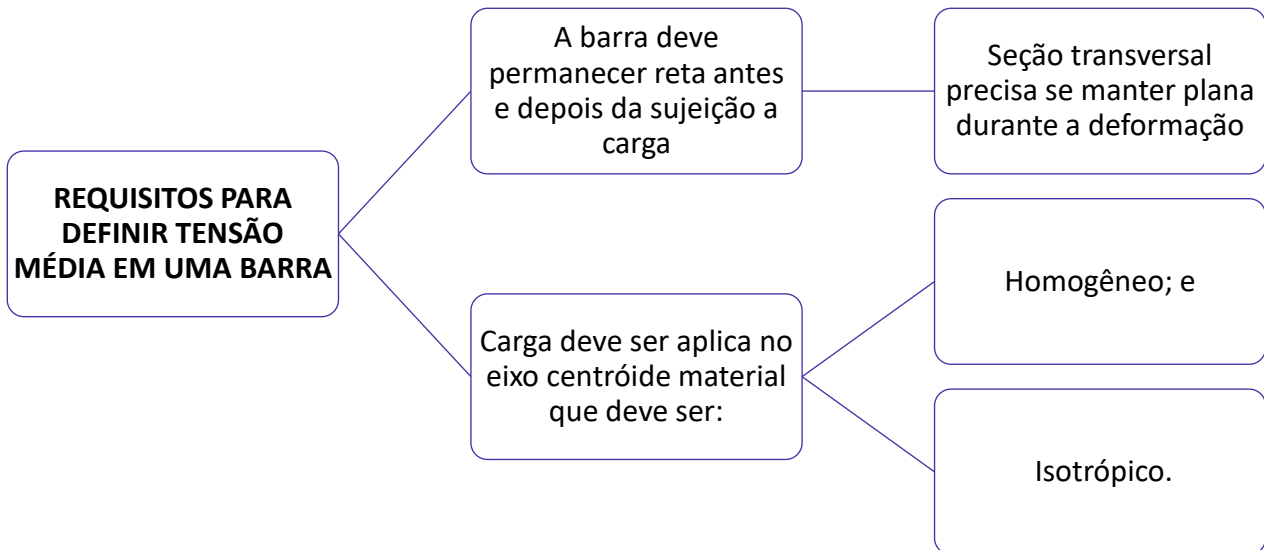 REQUISITOS PARA
DEFINIR TENSÃO
MÉDIA EM UMA BARRA
A barra deve
permanecer reta antes
e depois da sujeição a
carga
Seção transversal
precisa se manter plana
durante a deformação
Carga deve ser aplica no
eixo centróide material
que deve ser:
Homogêneo; e
Isotrópico.